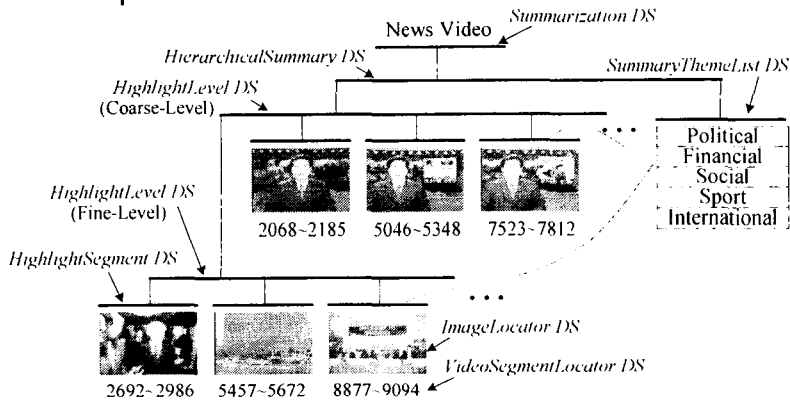 Summarization DS
News Video
HierarchicalSummary DS
SummaryThemeList DS
HighlightLevel DS
(Coarse-Level)
...
Political
Financial
Social
Sport
International
2068~2185 5046~5348 7523~7812
HighlightLevel DS
(Fine-Level)
HighlightSegment DS
...
ImageLocator DS
VideoSegmentLocator DS
2692~2986 5457~5672 8877~9094